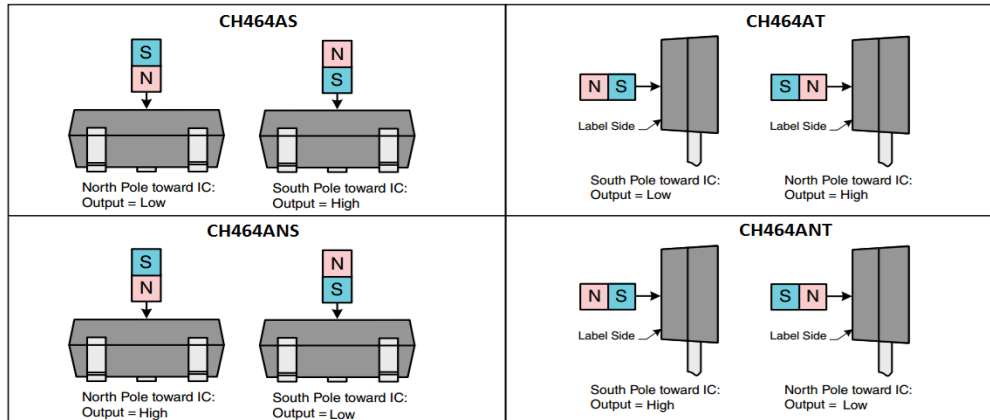 CH464AS
S
N
N
S
North Pole toward IC:
Output = Low
South Pole toward IC:
Output = High
CH464AT
N S
Label Side
S N
Label Side
South Pole toward IC:
Output = Low
North Pole toward IC:
Output = High
CH464ANS
S
N
N
S
North Pole toward IC:
Output = High
South Pole toward IC:
Output = Low
CH464ANT
N S
Label Side
S N
Label Side
South Pole toward IC:
Output = High
North Pole toward IC:
Output = Low